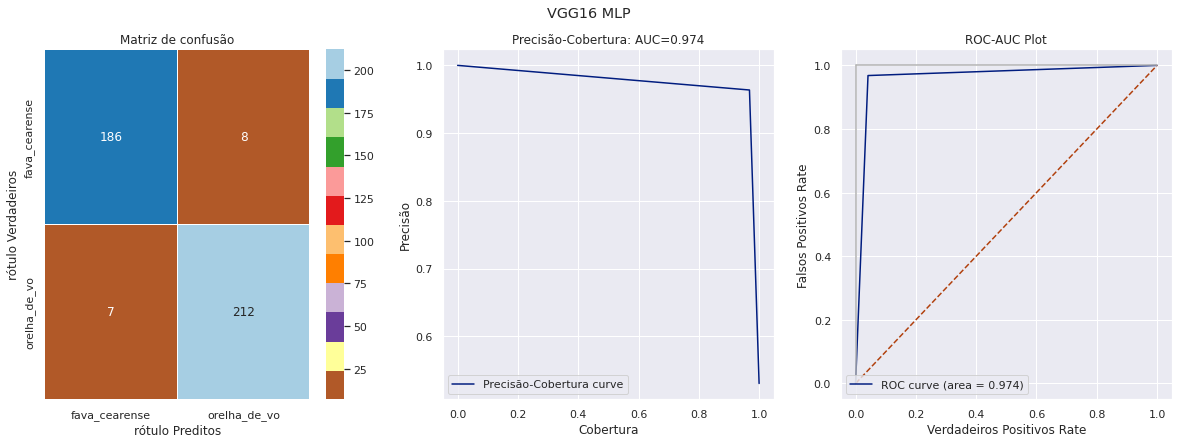 VGG16 MLP
Matriz de confusão
rótulo Verdadeiros
fava_cearense
orelha_de_vo
186
8
7
212
fava_cearense
orelha_de_vo
rótulo Preditos
200
175
150
125
100
75
50
25
Precisão-Cobertura: AUC=0.974
Precisão
1.0
0.9
0.8
0.7
0.6
Precisão-Cobertura curve
0.0 0.2 0.4 0.6 0.8 1.0
Cobertura
ROC-AUC Plot
Falsos Positivos Rate
1.0
0.8
0.6
0.4
0.2
0.0
ROC curve (area = 0.974)
0.0 0.2 0.4 0.6 0.8 1.0
Verdadeiros Positivos Rate